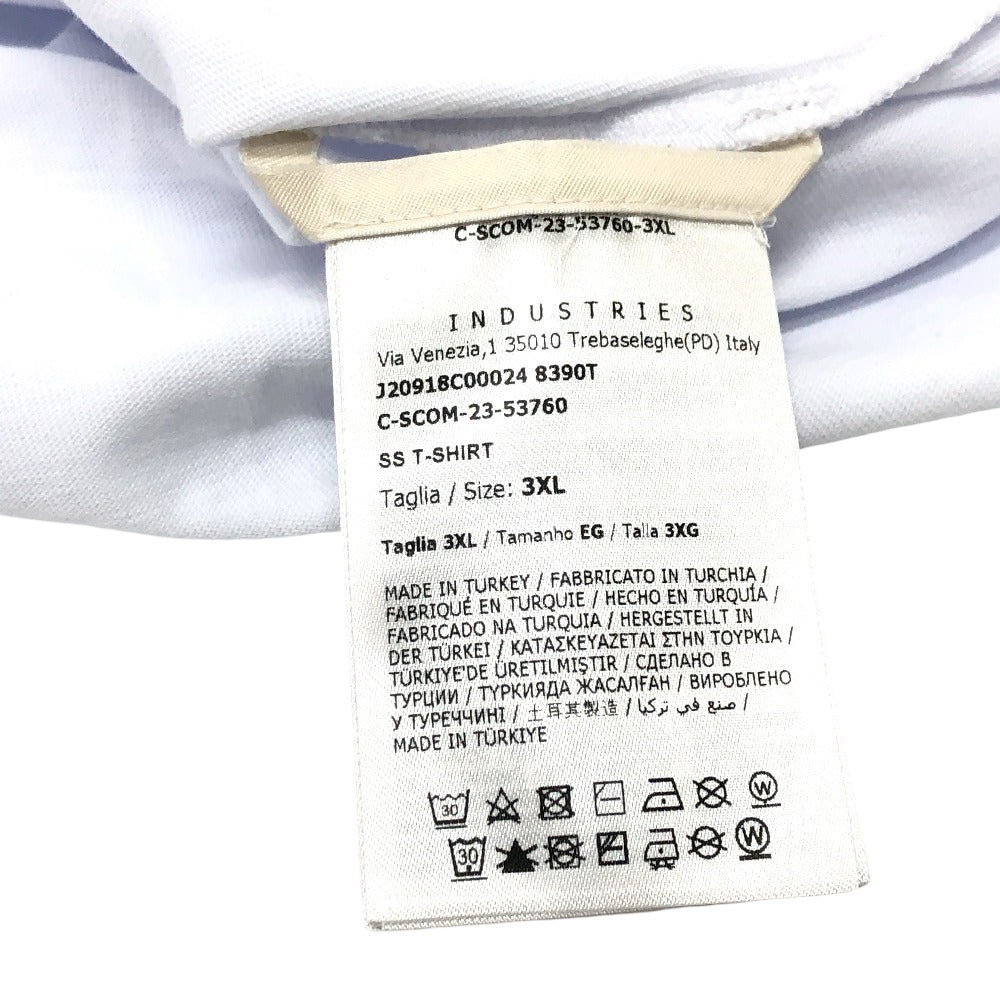 C-SCOM-23-53760-3XL
INDUSTRIES
Via Venezia,1 35010 Trebaseleghe(PD) Italy
J20918C00024 8390T
C-SCOM-23-53760
SS T-SHIRT
Taglia / Size: 3XL
Taglia 3XL / Tamanho EG / Talla 3XG
MADE IN TURKEY / FABBRICATO IN TURCHIA /
FABRIQUÉ EN TURQUIE / HECHO EN TURQUÍA /
FABRICADO NA TURQUIA / HERGESTELLT IN
DER TÜRKEI / ΚΑΤΑΣΚΕΥΑΖΕΤΑΙ ΣΤΗΝ ΤΟΥΡΚΙΑ /
TÜRKIYE'DE ÜRETILMIŞTIR / СДЕЛАНО В
ТУРЦИИ / ТҮРКИЯДА ЖАСАЛҒАН / ВИРОБЛЕНО
У ТУРЕЧЧИНІ / 土耳其製造 / صنع في تركيا /
MADE IN TÜRKIYE
30 W
30 W